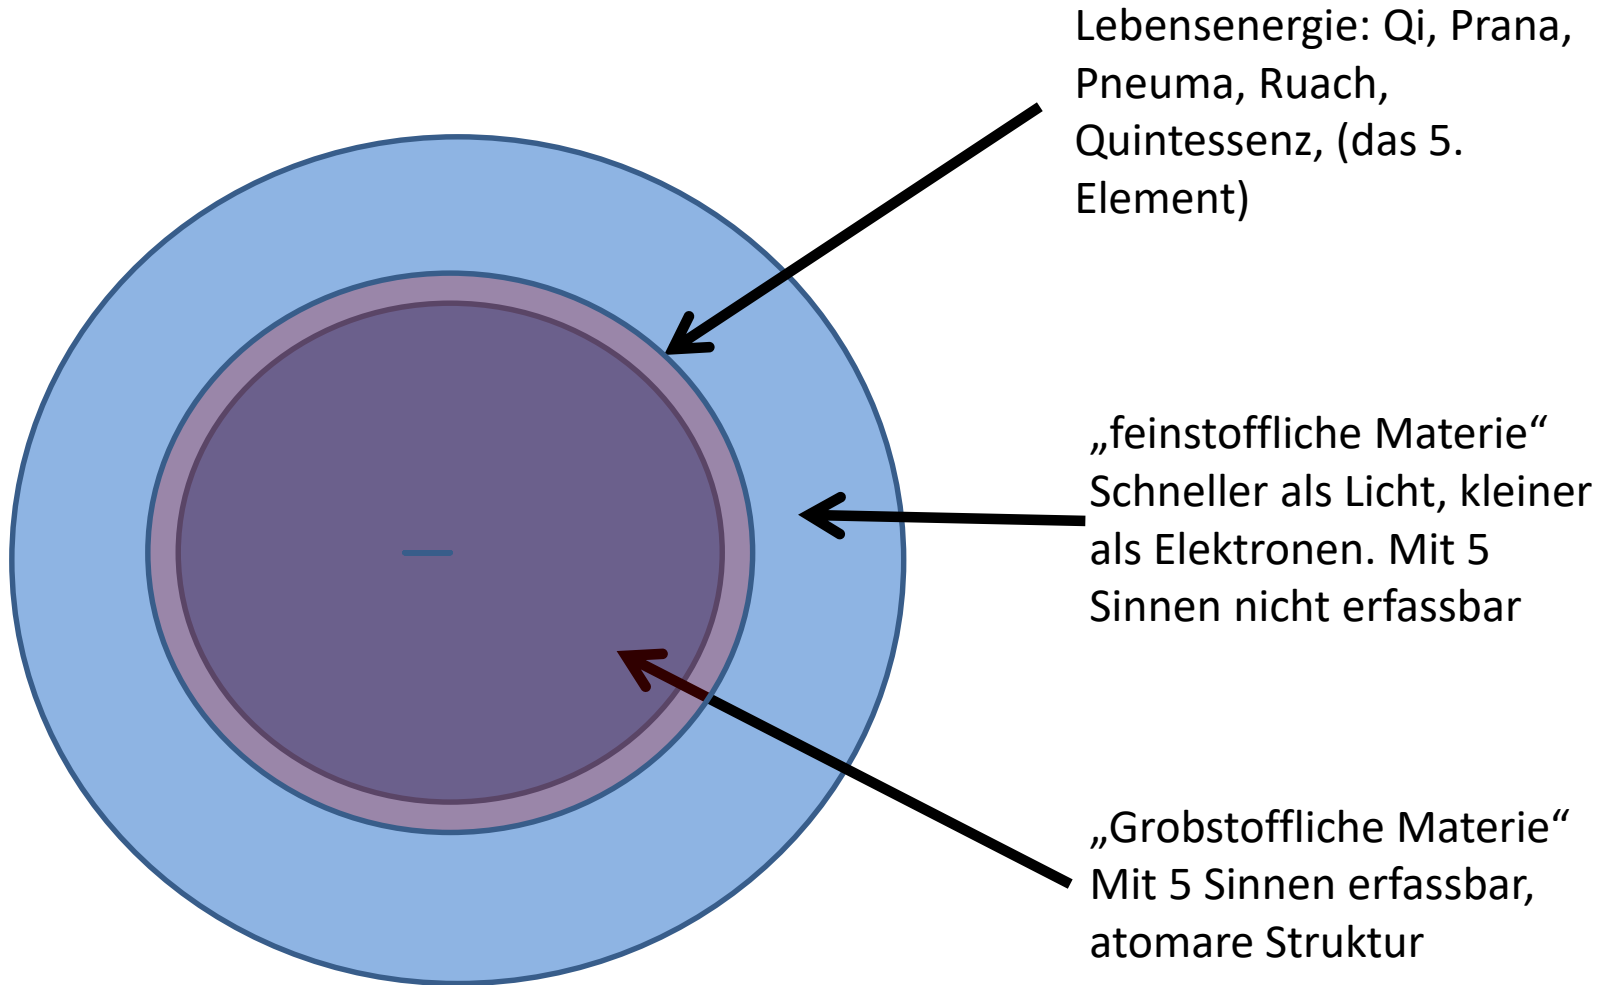 Lebensenergie: Qi, Prana,
Pneuma, Ruach,
Quintessenz, (das 5.
Element)
„feinstoffliche Materie“
Schneller als Licht, kleiner
als Elektronen. Mit 5
Sinnen nicht erfassbar
„Grobstoffliche Materie“
Mit 5 Sinnen erfassbar,
atomare Struktur